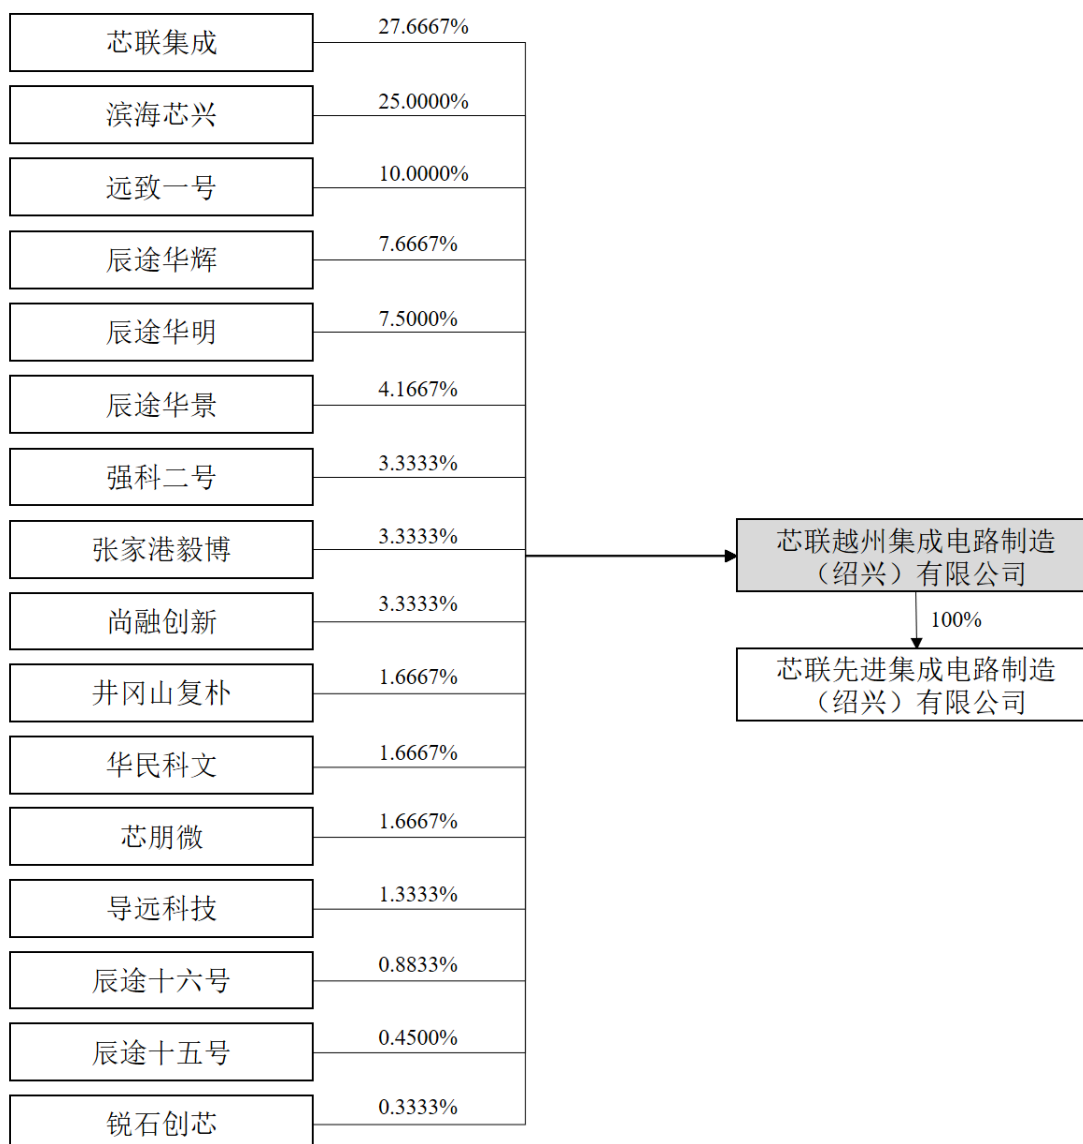 芯联集成
27.6667%
滨海芯兴
25.0000%
远致一号
10.0000%
辰途华辉
7.6667%
辰途华明
7.5000%
辰途华景
4.1667%
强科二号
3.3333%
张家港毅博
3.3333%
尚融创新
3.3333%
井冈山复朴
1.6667%
华民科文
1.6667%
芯朋微
1.6667%
导远科技
1.3333%
辰途十六号
0.8833%
辰途十五号
0.4500%
锐石创芯
0.3333%
芯联越州集成电路制造
（绍兴）有限公司
100%
芯联先进集成电路制造
（绍兴）有限公司